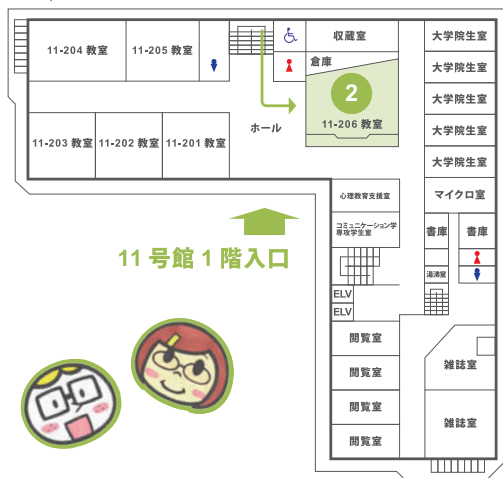 11-204 教室
11-205 教室
収蔵室
大学院生室
倉庫
大学院生室
2
11-206 教室
大学院生室
ホール
大学院生室
11-203 教室
11-202 教室
11-201 教室
大学院生室
心理教育支援室
マイクロ室
コミュニケーション学
専攻学生室
書庫
書庫
11 号館 1 階入口
湯沸室
ELV
ELV
閲覧室
閲覧室
雑誌室
閲覧室
雑誌室
閲覧室